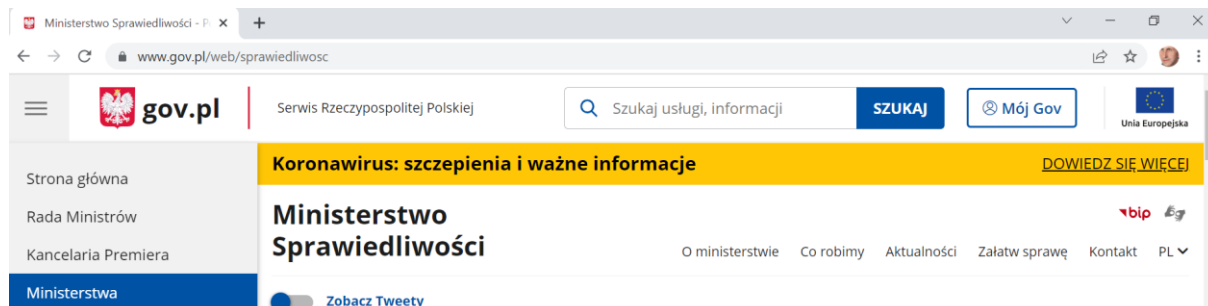 Ministerstwo Sprawiedliwości - P
www.gov.pl/web/sprawiedliwosc
gov.pl
Serwis Rzeczypospolitej Polskiej
Szukaj usługi, informacji
SZUKAJ
Mój Gov
Unia Europejska
Strona główna
Rada Ministrów
Kancelaria Premiera
Ministerstwa
Koronawirus: szczepienia i ważne informacje
DOWIEDZ SIĘ WIĘCEJ
Ministerstwo
Sprawiedliwości
bip
O ministerstwie
Co robimy
Aktualności
Załatw sprawę
Kontakt
PL
Zobacz Tweety